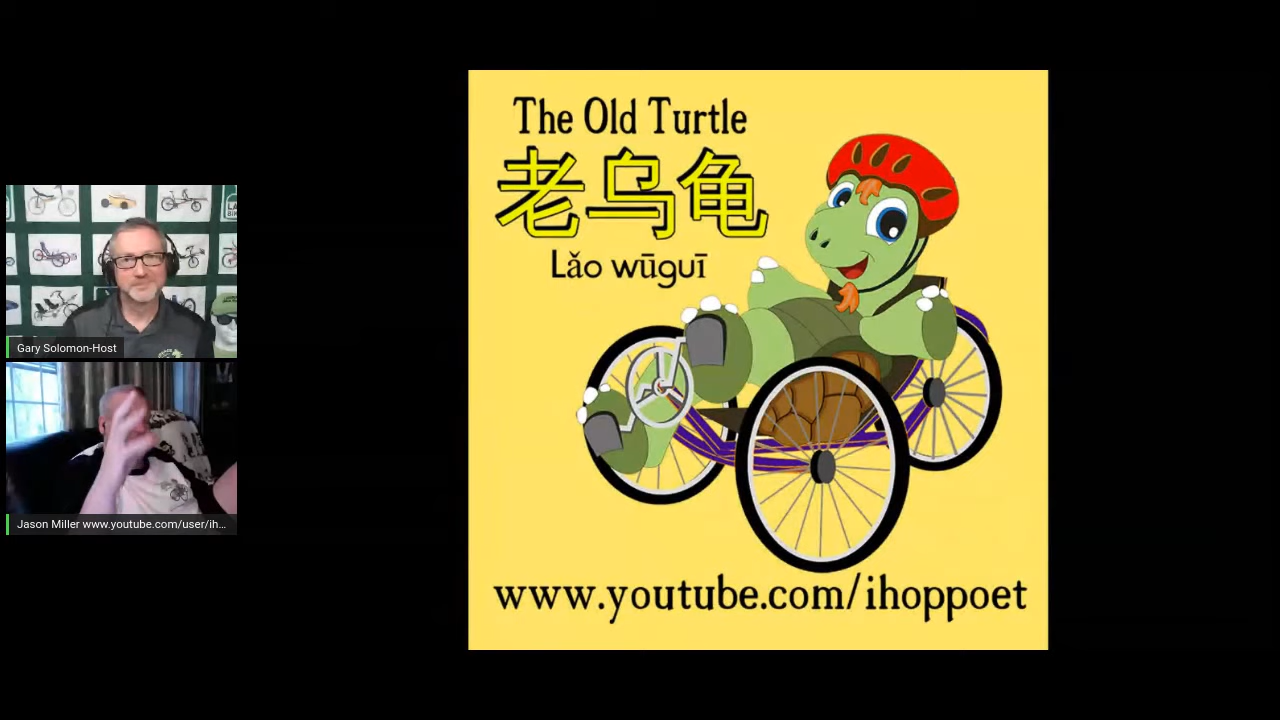 The Old Turtle
老乌龟
Lǎo wūguī
www.youtube.com/ihoppoet
Gary Solomon-Host
Jason Miller www.youtube.com/user/ih...